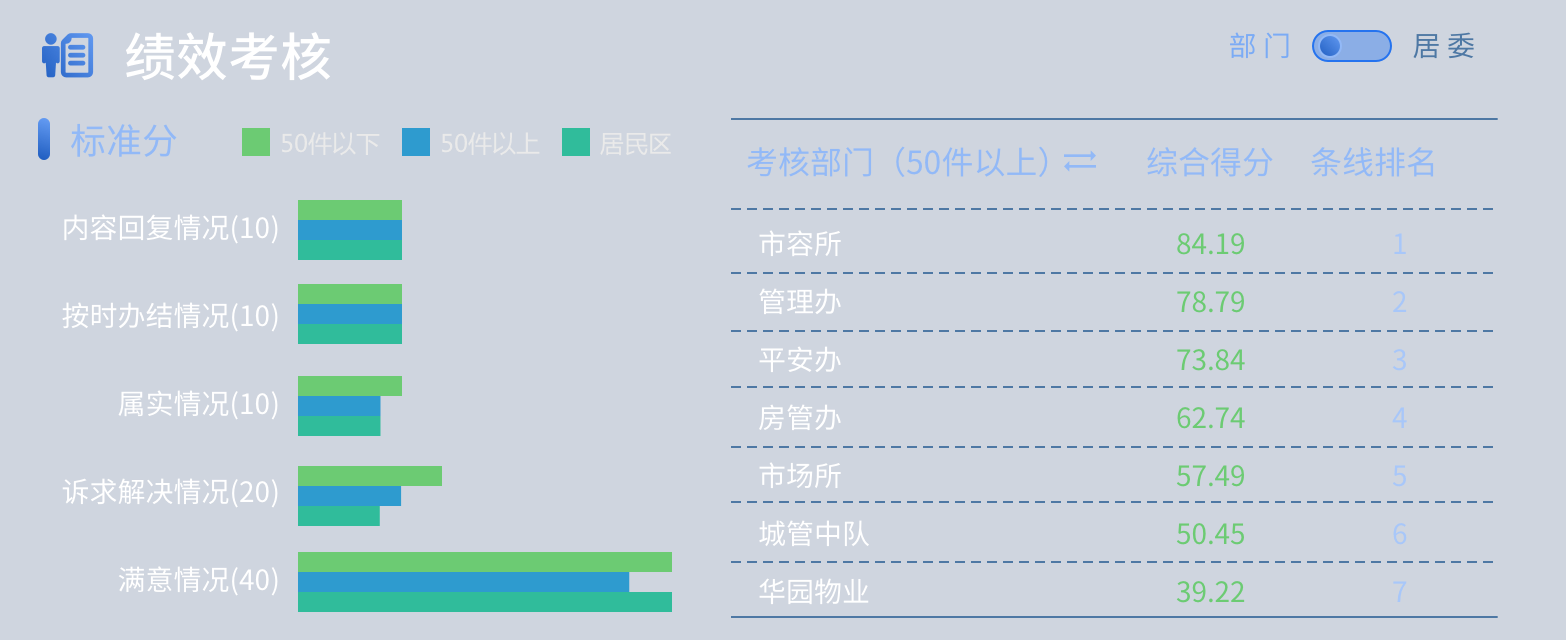 绩效考核
部门 居委
标准分
50件以下 50件以上 居民区
内容回复情况(10)
按时办结情况(10)
属实情况(10)
诉求解决情况(20)
满意情况(40)
考核部门（50件以上） 综合得分 条线排名
市容所 84.19 1
管理办 78.79 2
平安办 73.84 3
房管办 62.74 4
市场所 57.49 5
城管中队 50.45 6
华园物业 39.22 7